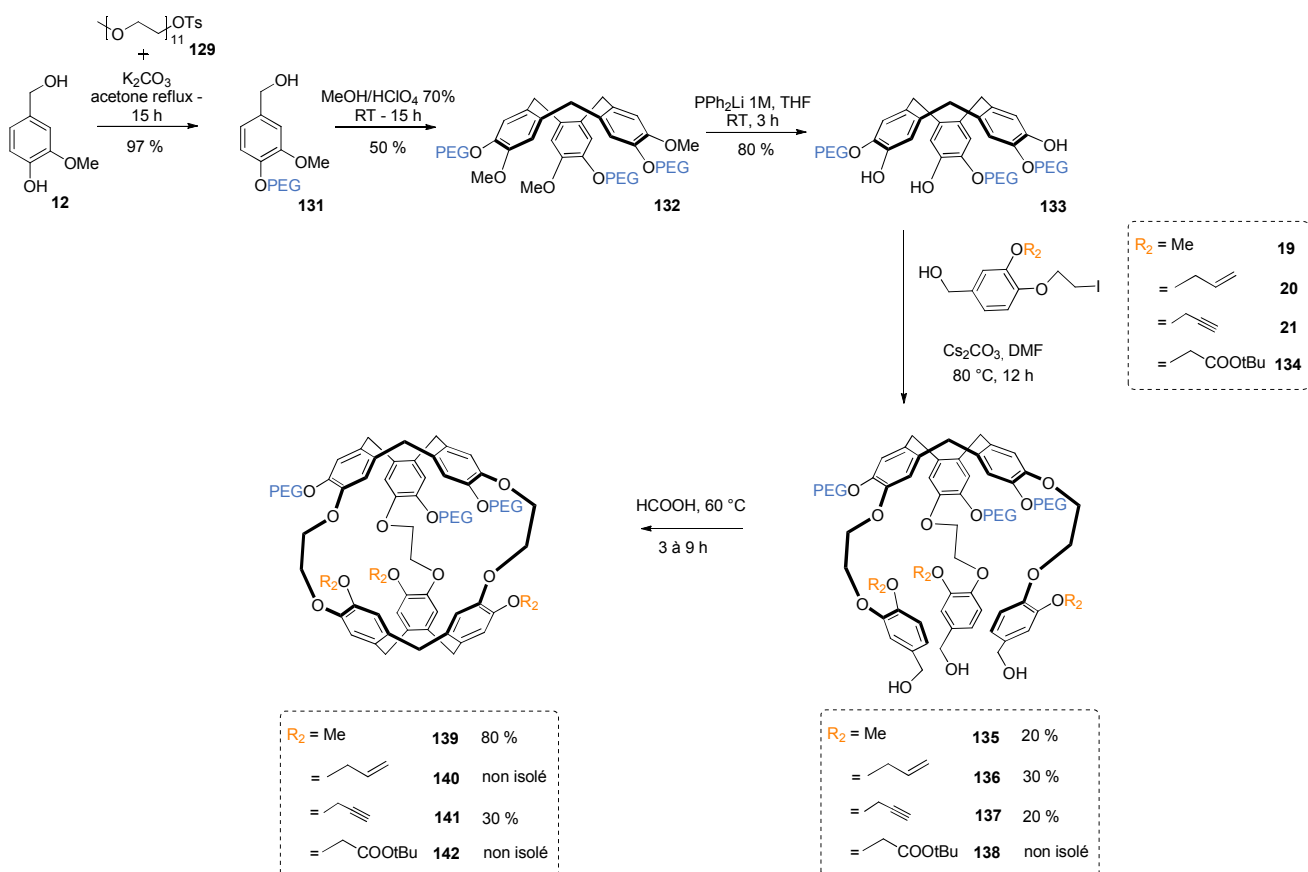 OTs
O
11
129
+
K2CO3
acetone reflux -
15 h
97 %
OH
OMe
OH
12
OH
OMe
OPEG
131
MeOH/HClO4 70%
RT - 15 h
50 %
PEGO
MeO
MeO
OPEG
OPEG
OMe
132
PPh2Li 1M, THF
RT, 3 h
80 %
PEGO
HO
HO
OPEG
OPEG
OH
133
OR2
HO
O
I
Cs2CO3, DMF
80 °C, 12 h
R2 = Me 19
= 20
= 21
= COOtBu 134
PEGO
O
O
OPEG
OPEG
O
R2O
R2O
O
O
O
OR2
HO
OH
OH
HCOOH, 60 °C
3 à 9 h
PEGO
O
O
OPEG
OPEG
O
R2O
R2O
O
O
O
OR2
R2 = Me 139 80 %
= 140 non isolé
= 141 30 %
= COOtBu 142 non isolé
R2 = Me 135 20 %
= 136 30 %
= 137 20 %
= COOtBu 138 non isolé